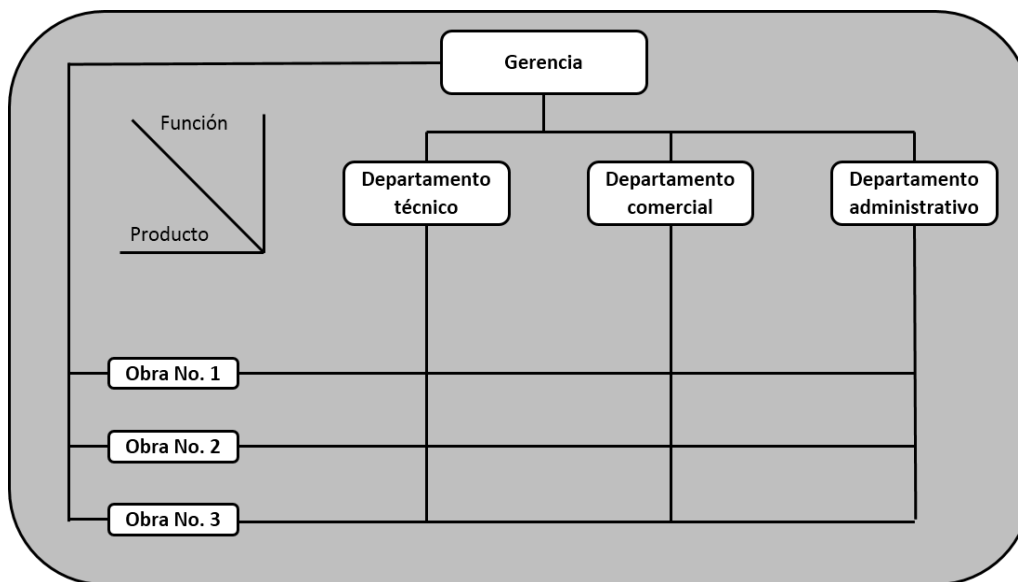 Gerencia
Función
Producto
Departamento
técnico
Departamento
comercial
Departamento
administrativo
Obra No. 1
Obra No. 2
Obra No. 3